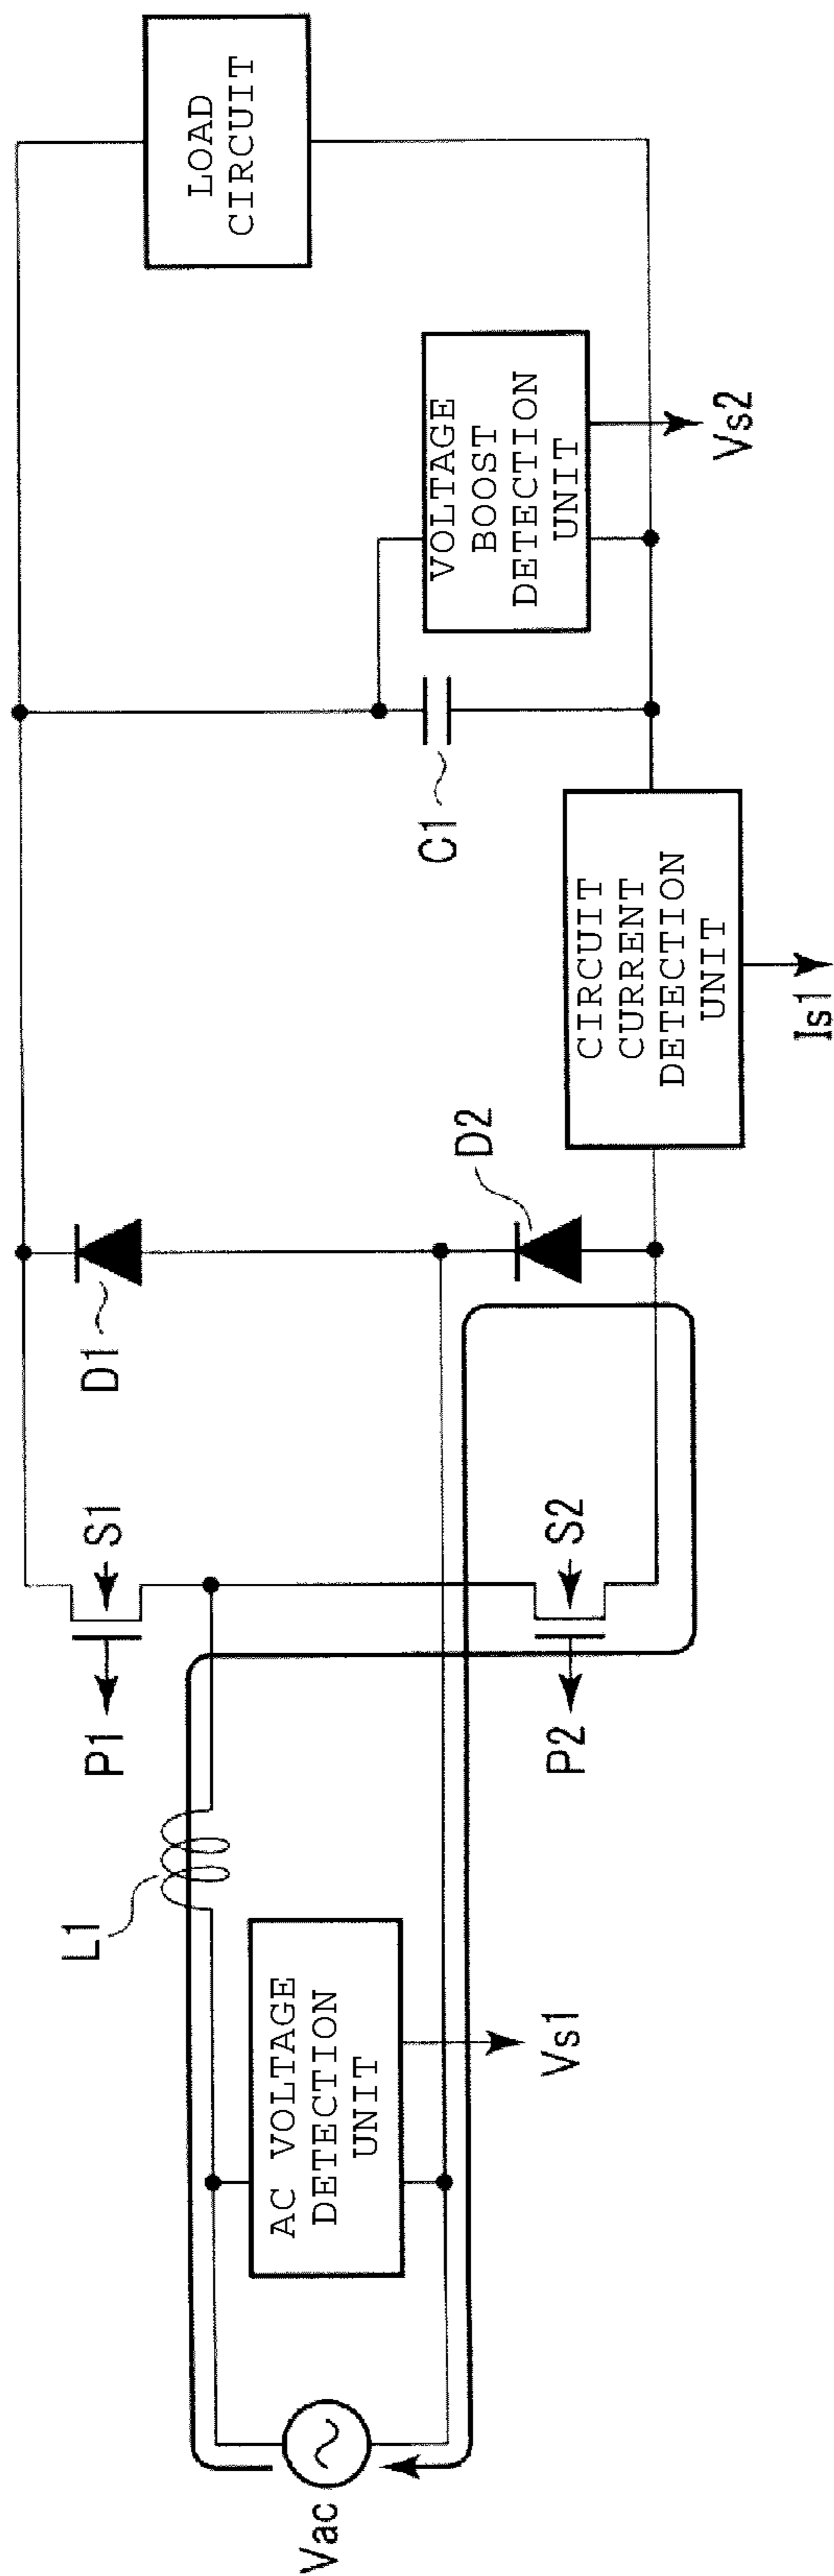 Vac
AC VOLTAGE
DETECTION
UNIT
Vs1
L1
P1
S1
P2
S2
D1
D2
CIRCUIT
CURRENT
DETECTION
UNIT
Is1
C1
VOLTAGE
BOOST
DETECTION
UNIT
Vs2
LOAD
CIRCUIT